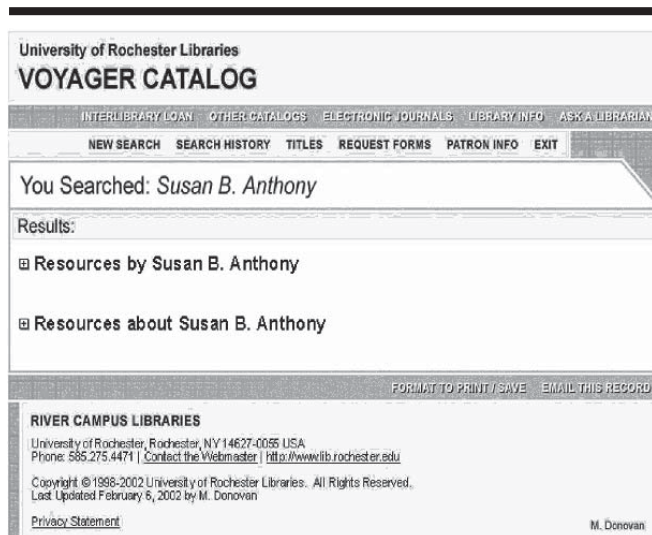 University of Rochester Libraries
VOYAGER CATALOG
INTERLIBRARY LOAN OTHER CATALOGS ELECTRONIC JOURNALS LIBRARY INFO ASK A LIBRARIAN
NEW SEARCH SEARCH HISTORY TITLES REQUEST FORMS PATRON INFO EXIT
You Searched: Susan B. Anthony
Results:
Resources by Susan B. Anthony
Resources about Susan B. Anthony
FORMAT TO PRINT / SAVE EMAIL THIS RECORD
RIVER CAMPUS LIBRARIES
University of Rochester, Rochester, NY 14627-0055 USA
Phone: 585.275.4471 | Contact the Webmaster | http://www.lib.rochester.edu
Copyright © 1998-2002 University of Rochester Libraries. All Rights Reserved.
Last Updated February 6, 2002 by M. Donovan
Privacy Statement
M. Donovan